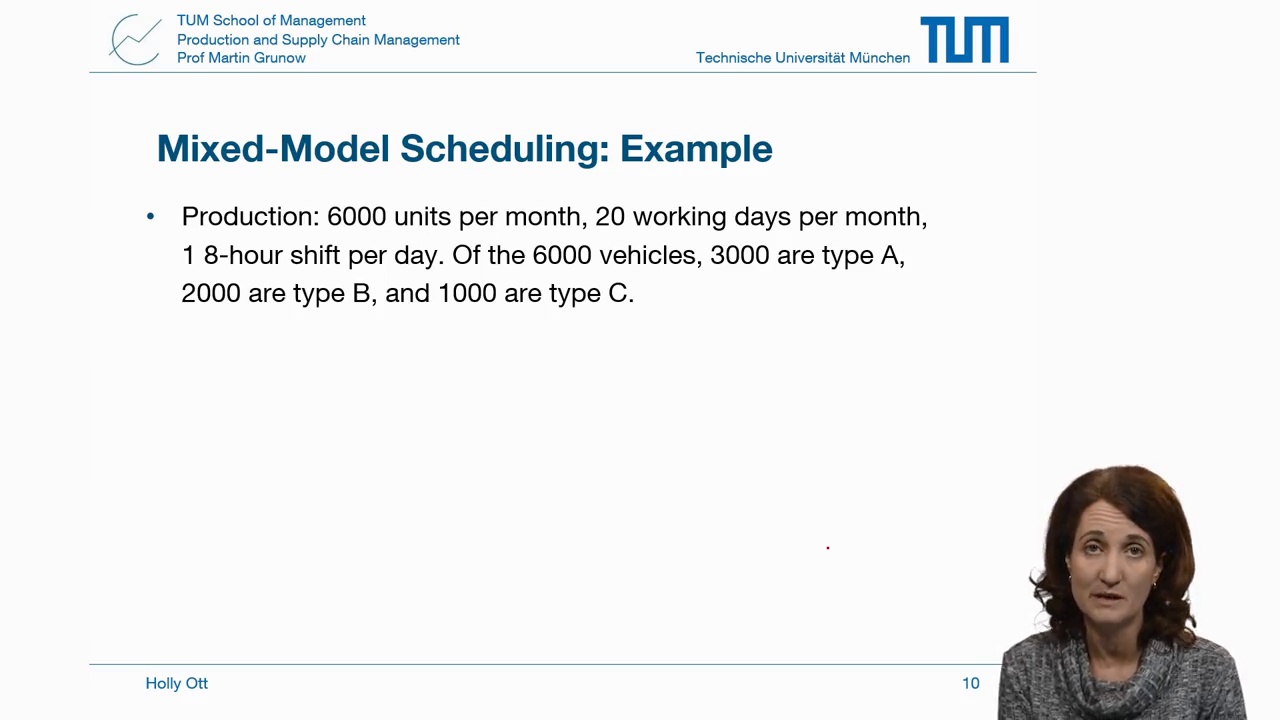 TUM School of Management
Production and Supply Chain Management
Prof Martin Grunow
Technische Universität München
TUM
Mixed-Model Scheduling: Example
• Production: 6000 units per month, 20 working days per month,
1 8-hour shift per day. Of the 6000 vehicles, 3000 are type A,
2000 are type B, and 1000 are type C.
Holly Ott
10